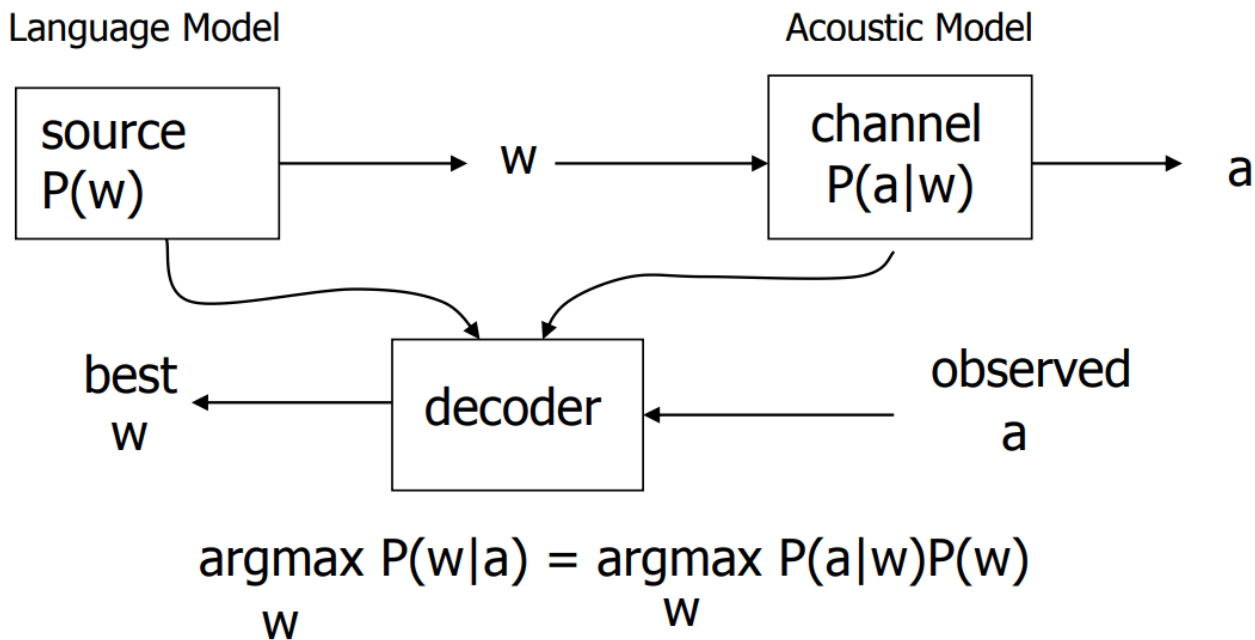 Language Model
Acoustic Model
source
P(w)
w
channel
P(a|w)
a
best
w
decoder
observed
a
argmax P(w|a) = argmax P(a|w)P(w)
w w